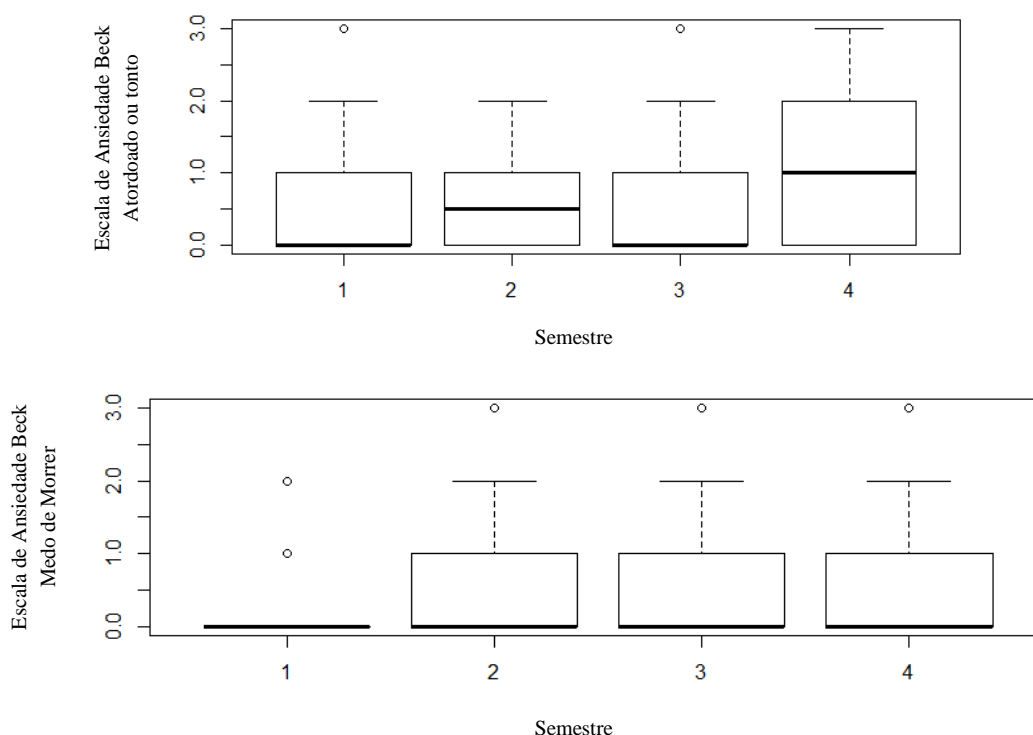 Escala de Ansiedade Beck
Atordoado ou tonto
3.0
2.0
1.0
0.0
1 2 3 4
Semestre
Escala de Ansiedade Beck
Medo de Morrer
3.0
2.0
1.0
0.0
1 2 3 4
Semestre